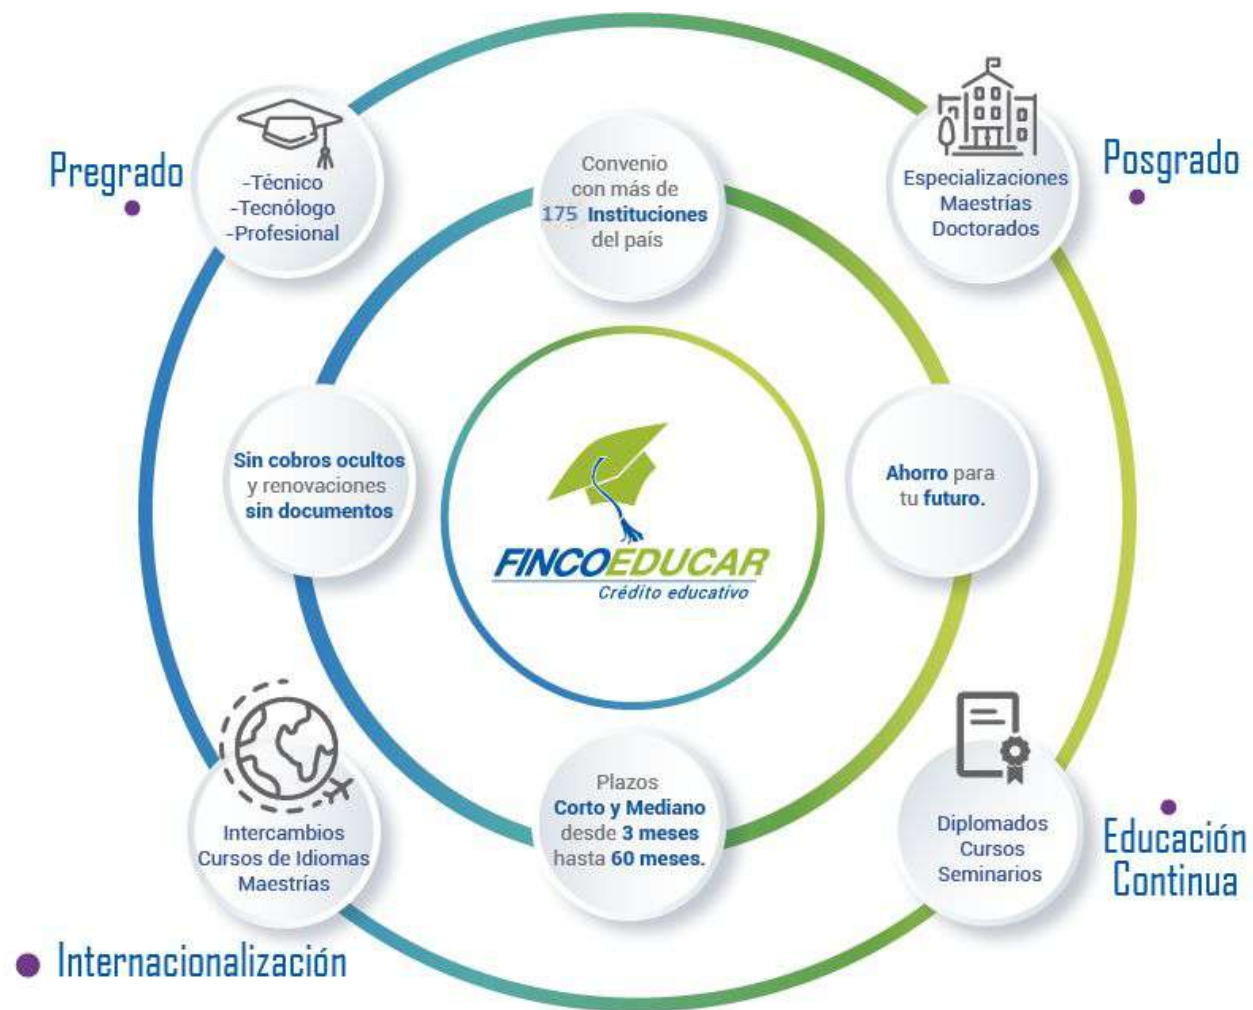 Pregrado
-Técnico
-Tecnólogo
-Profesional
Convenio
con más de
175 Instituciones
del país
Especializaciones
Maestrías
Doctorados
Posgrado
Sin cobros ocultos
y renovaciones
sin documentos
FINCOEDUCAR
Crédito educativo
Ahorro para
tu futuro.
Intercambios
Cursos de Idiomas
Maestrías
Internacionalización
Plazos
Corto y Mediano
desde 3 meses
hasta 60 meses.
Diplomados
Cursos
Seminarios
Educación
Continua